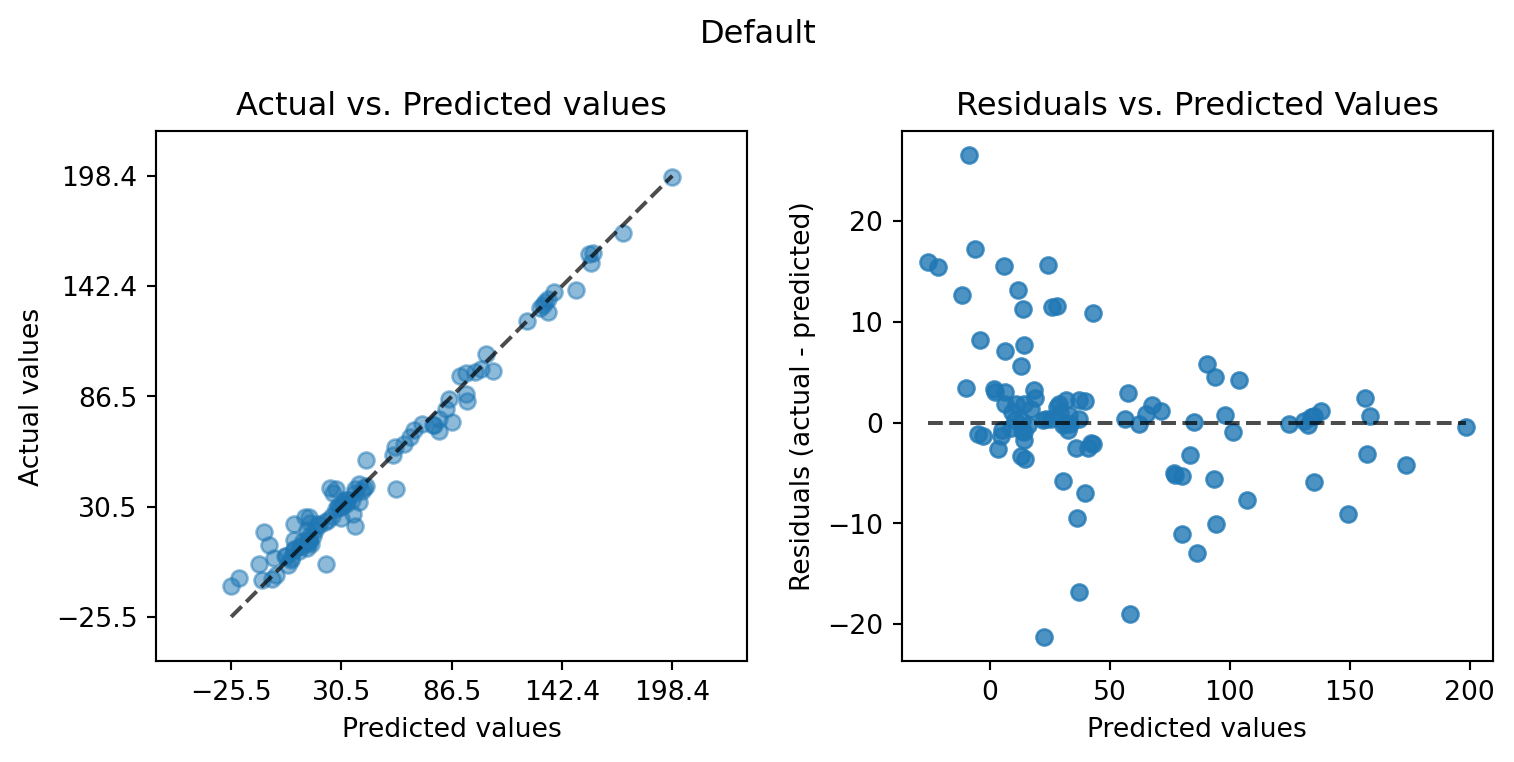 Default
Actual vs. Predicted values
Actual values
198.4
142.4
86.5
30.5
−25.5
−25.5 30.5 86.5 142.4 198.4
Predicted values
Residuals vs. Predicted Values
Residuals (actual - predicted)
20
10
0
−10
−20
0 50 100 150 200
Predicted values